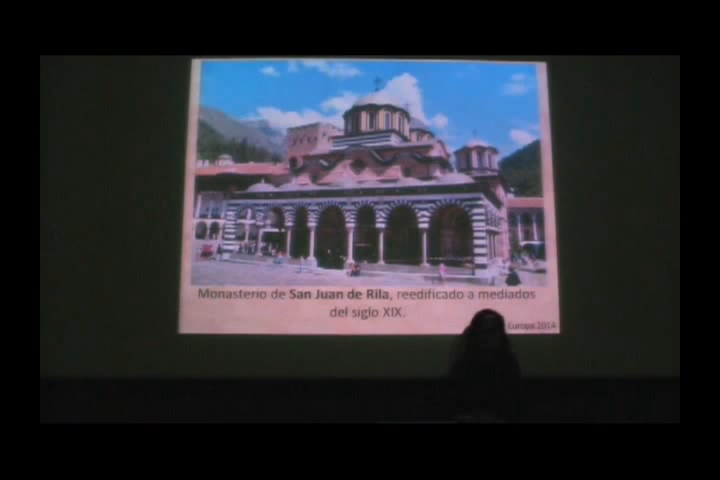 Monasterio de San Juan de Rila, reedificado a mediados
del siglo XIX.
Europa 2014